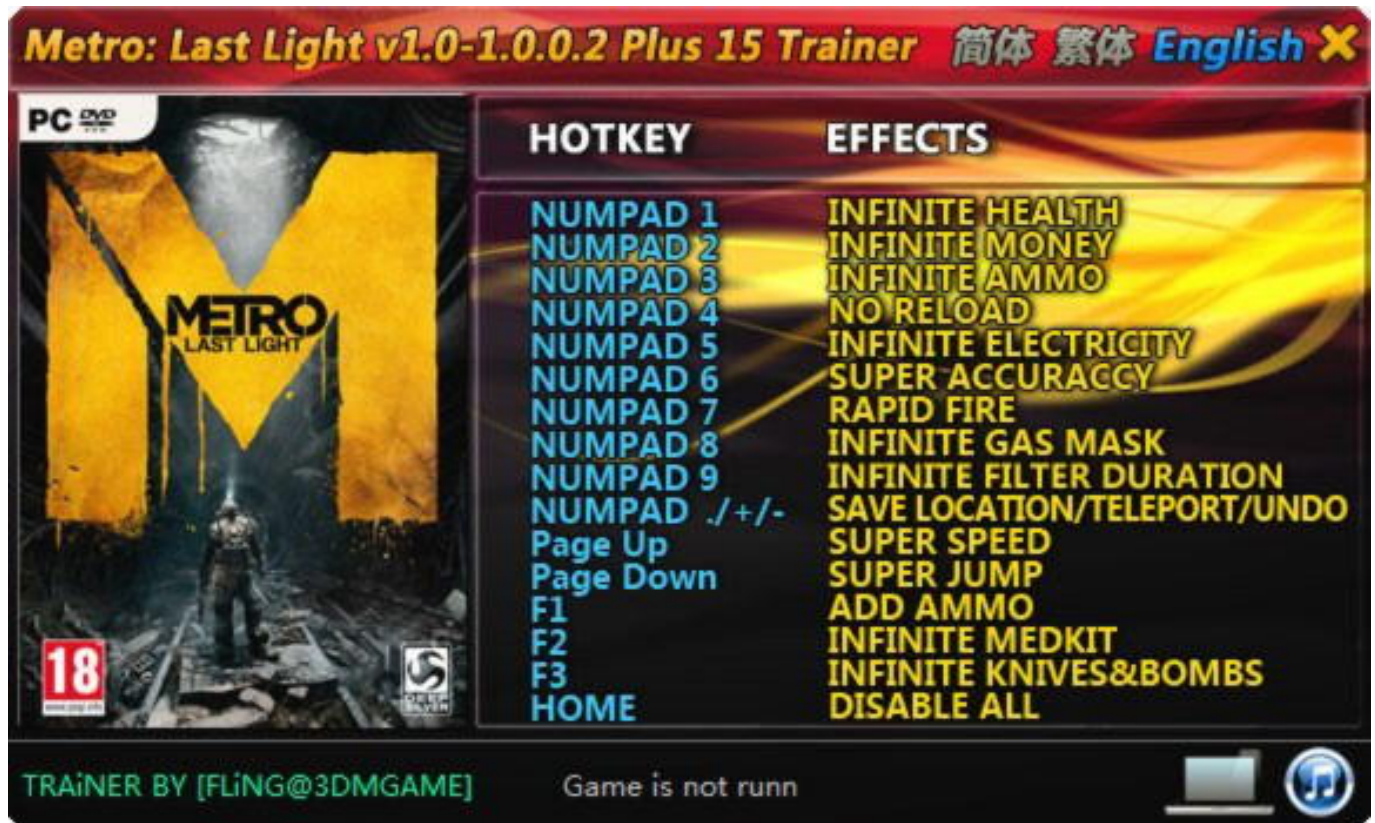 Metro: Last Light v1.0-1.0.0.2 Plus 15 Trainer 简体 繁体 English ×
PC DVD
METRO
LAST LIGHT
18
DEEP
SILVER
HOTKEY EFFECTS
NUMPAD 1 INFINITE HEALTH
NUMPAD 2 INFINITE MONEY
NUMPAD 3 INFINITE AMMO
NUMPAD 4 NO RELOAD
NUMPAD 5 INFINITE ELECTRICITY
NUMPAD 6 SUPER ACCURACCY
NUMPAD 7 RAPID FIRE
NUMPAD 8 INFINITE GAS MASK
NUMPAD 9 INFINITE FILTER DURATION
NUMPAD ./+/- SAVE LOCATION/TELEPORT/UNDO
Page Up SUPER SPEED
Page Down SUPER JUMP
F1 ADD AMMO
F2 INFINITE MEDKIT
F3 INFINITE KNIVES&BOMBS
HOME DISABLE ALL
TRAiNER BY [FLiNG@3DMGAME] Game is not runn